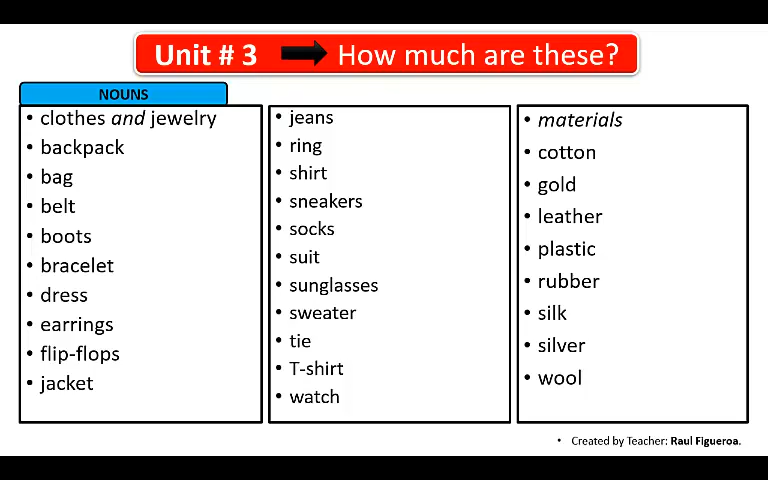 Unit # 3 ➡ How much are these?
NOUNS
• clothes and jewelry
• backpack
• bag
• belt
• boots
• bracelet
• dress
• earrings
• flip-flops
• jacket
• jeans
• ring
• shirt
• sneakers
• socks
• suit
• sunglasses
• sweater
• tie
• T-shirt
• watch
• materials
• cotton
• gold
• leather
• plastic
• rubber
• silk
• silver
• wool
• Created by Teacher: Raul Figueroa.